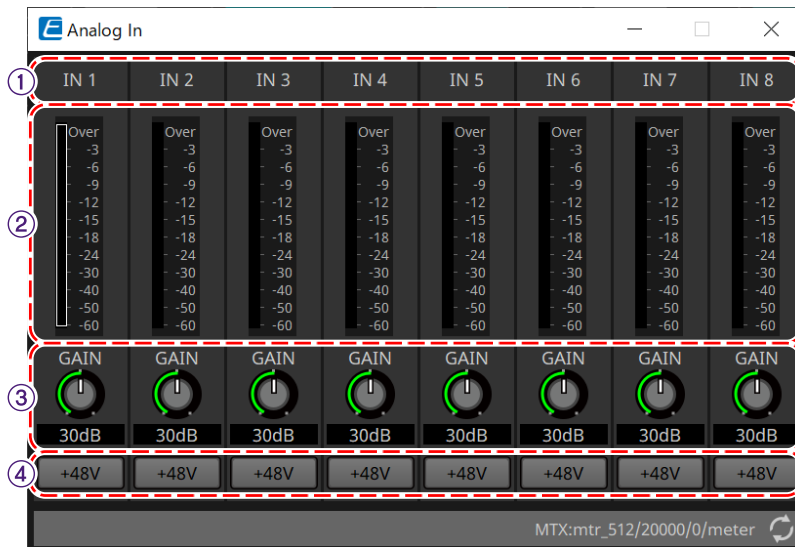 Analog In
① IN 1 IN 2 IN 3 IN 4 IN 5 IN 6 IN 7 IN 8
② Over Over Over Over Over Over Over Over
-3 -3 -3 -3 -3 -3 -3 -3
-6 -6 -6 -6 -6 -6 -6 -6
-9 -9 -9 -9 -9 -9 -9 -9
-12 -12 -12 -12 -12 -12 -12 -12
-15 -15 -15 -15 -15 -15 -15 -15
-18 -18 -18 -18 -18 -18 -18 -18
-24 -24 -24 -24 -24 -24 -24 -24
-30 -30 -30 -30 -30 -30 -30 -30
-40 -40 -40 -40 -40 -40 -40 -40
-50 -50 -50 -50 -50 -50 -50 -50
-60 -60 -60 -60 -60 -60 -60 -60
③ GAIN GAIN GAIN GAIN GAIN GAIN GAIN GAIN
30dB 30dB 30dB 30dB 30dB 30dB 30dB 30dB
④ +48V +48V +48V +48V +48V +48V +48V +48V
MTX:mtr_512/20000/0/meter